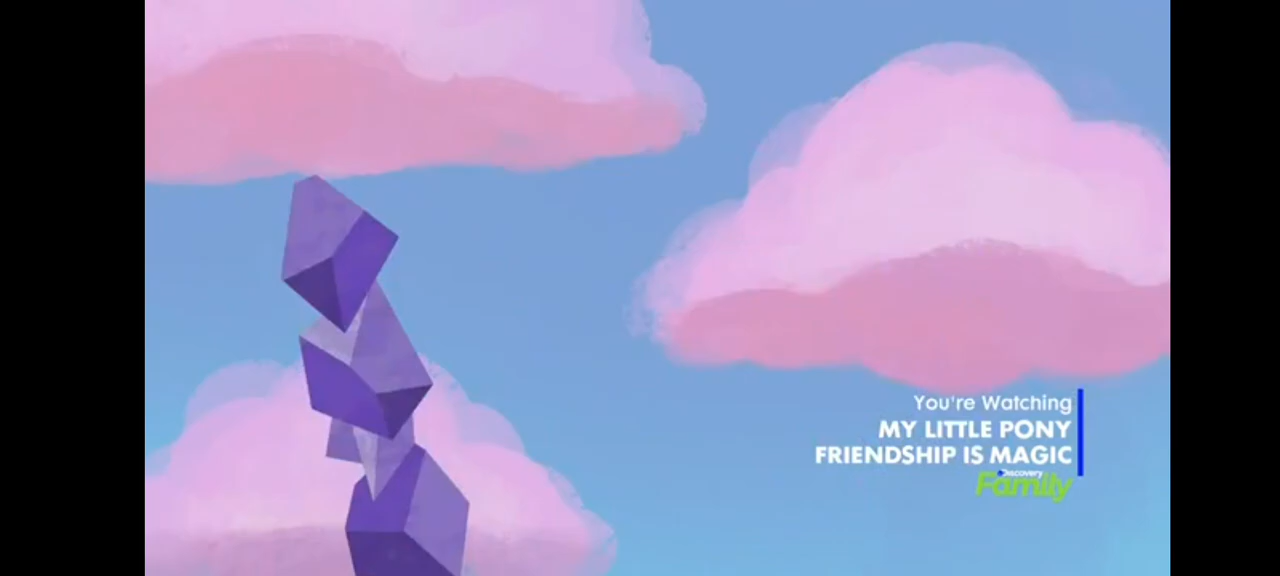 You're Watching
MY LITTLE PONY
FRIENDSHIP IS MAGIC
Discovery
Family